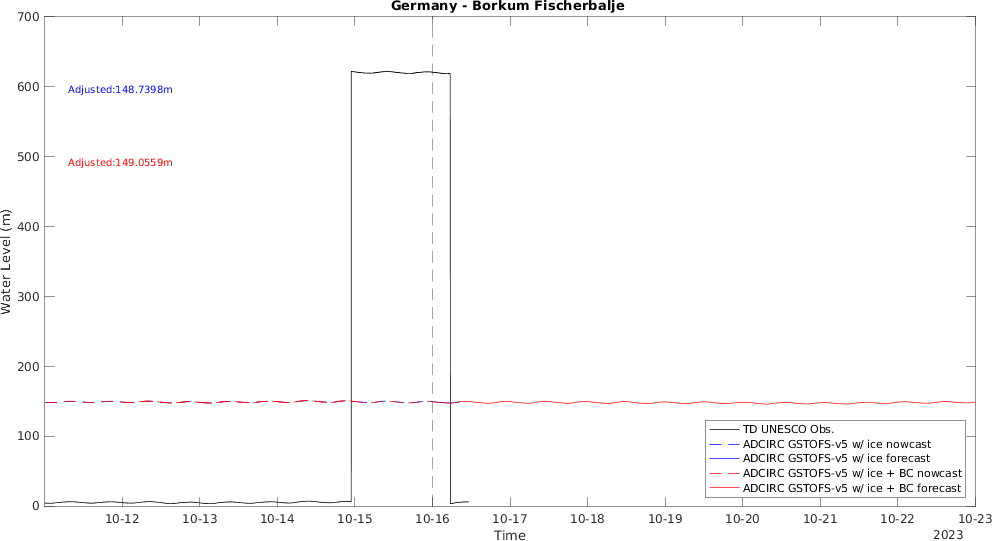 Germany - Borkum Fischerbalje
700
600
500
400
300
200
100
0
Water Level (m)
Adjusted:148.7398m
Adjusted:149.0559m
TD UNESCO Obs.
ADCIRC GSTOFS-v5 w/ ice nowcast
ADCIRC GSTOFS-v5 w/ ice forecast
ADCIRC GSTOFS-v5 w/ ice + BC nowcast
ADCIRC GSTOFS-v5 w/ ice + BC forecast
10-12 10-13 10-14 10-15 10-16 10-17 10-18 10-19 10-20 10-21 10-22 10-23
Time
2023